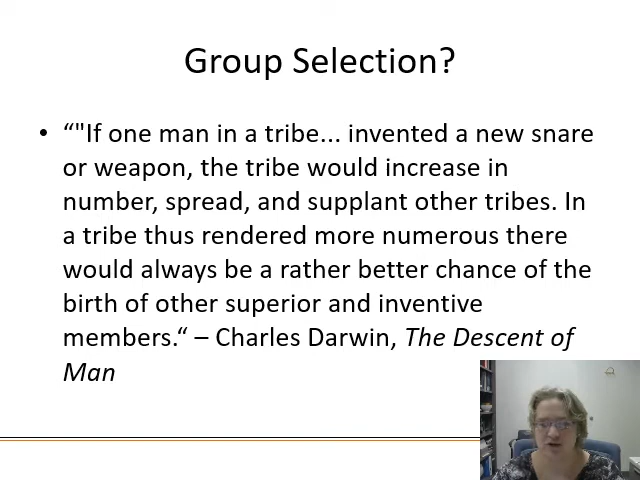 Group Selection?
• “"If one man in a tribe... invented a new snare
or weapon, the tribe would increase in
number, spread, and supplant other tribes. In
a tribe thus rendered more numerous there
would always be a rather better chance of the
birth of other superior and inventive
members.“ – Charles Darwin, The Descent of
Man